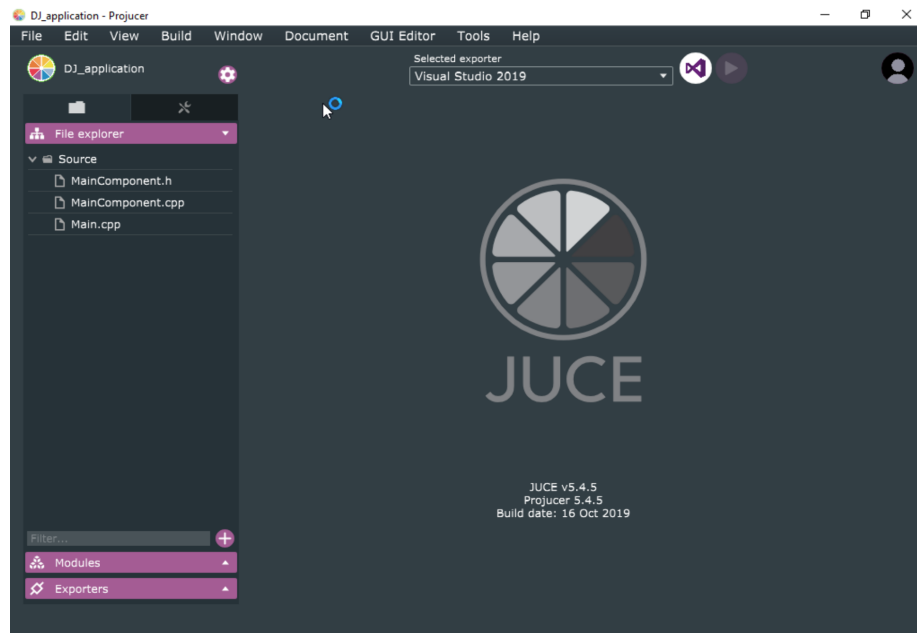 DJ_application - Projucer
File Edit View Build Window Document GUI Editor Tools Help
DJ_application
Selected exporter
Visual Studio 2019
File explorer
Source
MainComponent.h
MainComponent.cpp
Main.cpp
JUCE
JUCE v5.4.5
Projucer 5.4.5
Build date: 16 Oct 2019
Filter...
Modules
Exporters